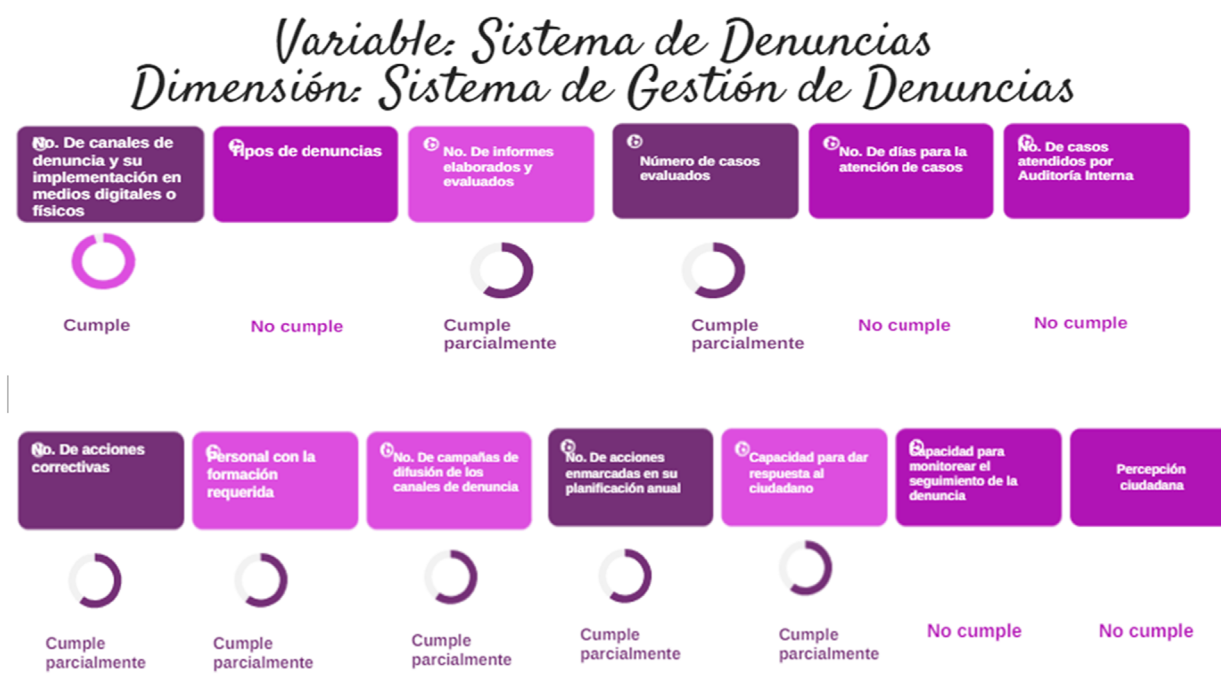 Variable: Sistema de Denuncias
Dimensión: Sistema de Gestión de Denuncias
No. De canales de
denuncia y su
implementación en
medios digitales o
físicos
Tipos de denuncias
No. De informes
elaborados y
evaluados
Número de casos
evaluados
No. De días para la
atención de casos
No. De casos
atendidos por
Auditoría Interna
Cumple
No cumple
Cumple
parcialmente
Cumple
parcialmente
No cumple
No cumple
No. De acciones
correctivas
Personal con la
formación
requerida
No. De campañas de
difusión de los
canales de denuncia
No. De acciones
enmarcadas en su
planificación anual
Capacidad para dar
respuesta al
ciudadano
Capacidad para
monitorear el
seguimiento de la
denuncia
Percepción
ciudadana
Cumple
parcialmente
Cumple
parcialmente
Cumple
parcialmente
Cumple
parcialmente
Cumple
parcialmente
No cumple
No cumple